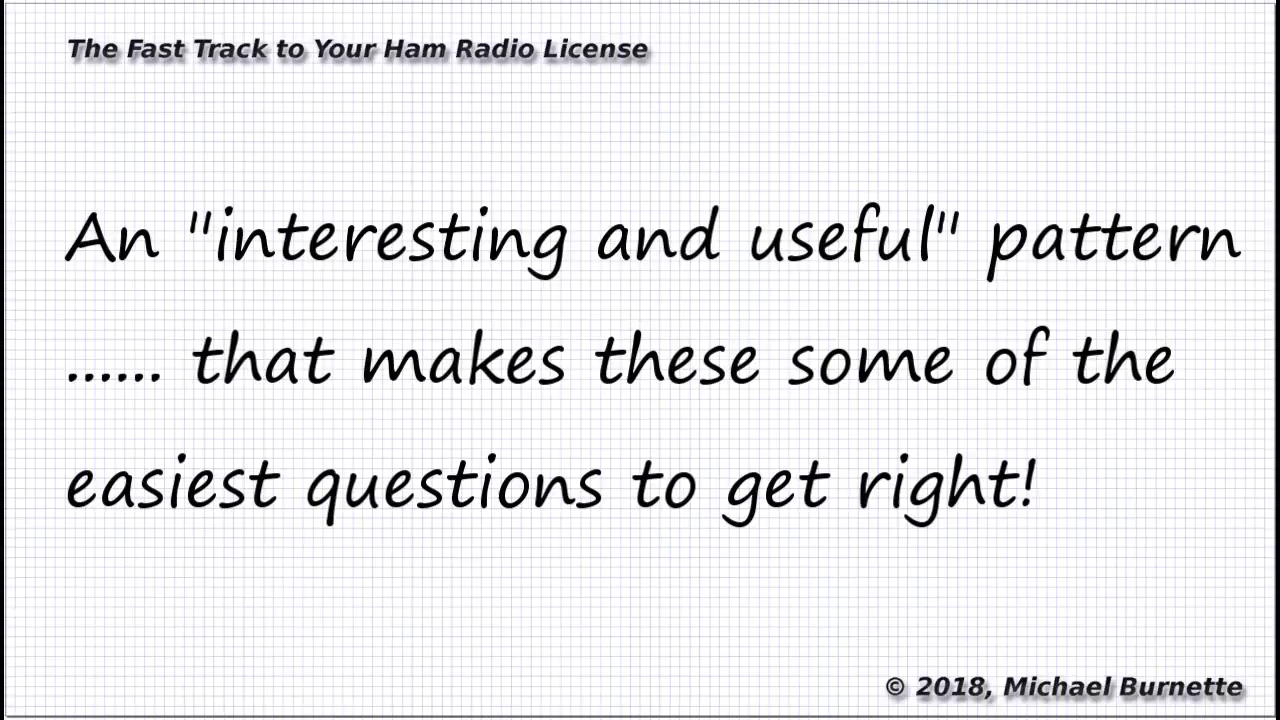 The Fast Track to Your Ham Radio License
An "interesting and useful" pattern
...... that makes these some of the
easiest questions to get right!
© 2018, Michael Burnette